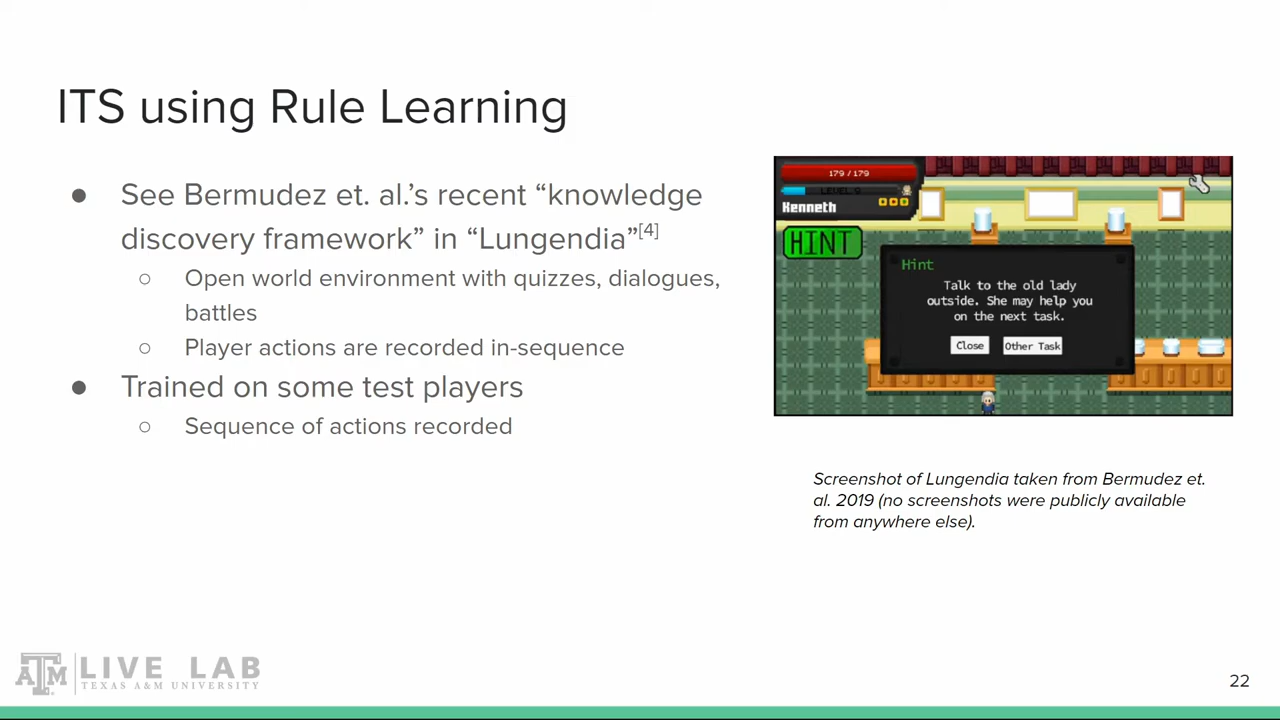 ITS using Rule Learning
● See Bermudez et. al.’s recent “knowledge
discovery framework” in “Lungendia”[4]
○ Open world environment with quizzes, dialogues,
battles
○ Player actions are recorded in-sequence
● Trained on some test players
○ Sequence of actions recorded
179 / 179
LEVEL 9
Kenneth
HINT
Hint
Talk to the old lady
outside. She may help you
on the next task.
Close
Other Task
Screenshot of Lungendia taken from Bermudez et.
al. 2019 (no screenshots were publicly available
from anywhere else).
ATM LIVE LAB
TEXAS A&M UNIVERSITY
22